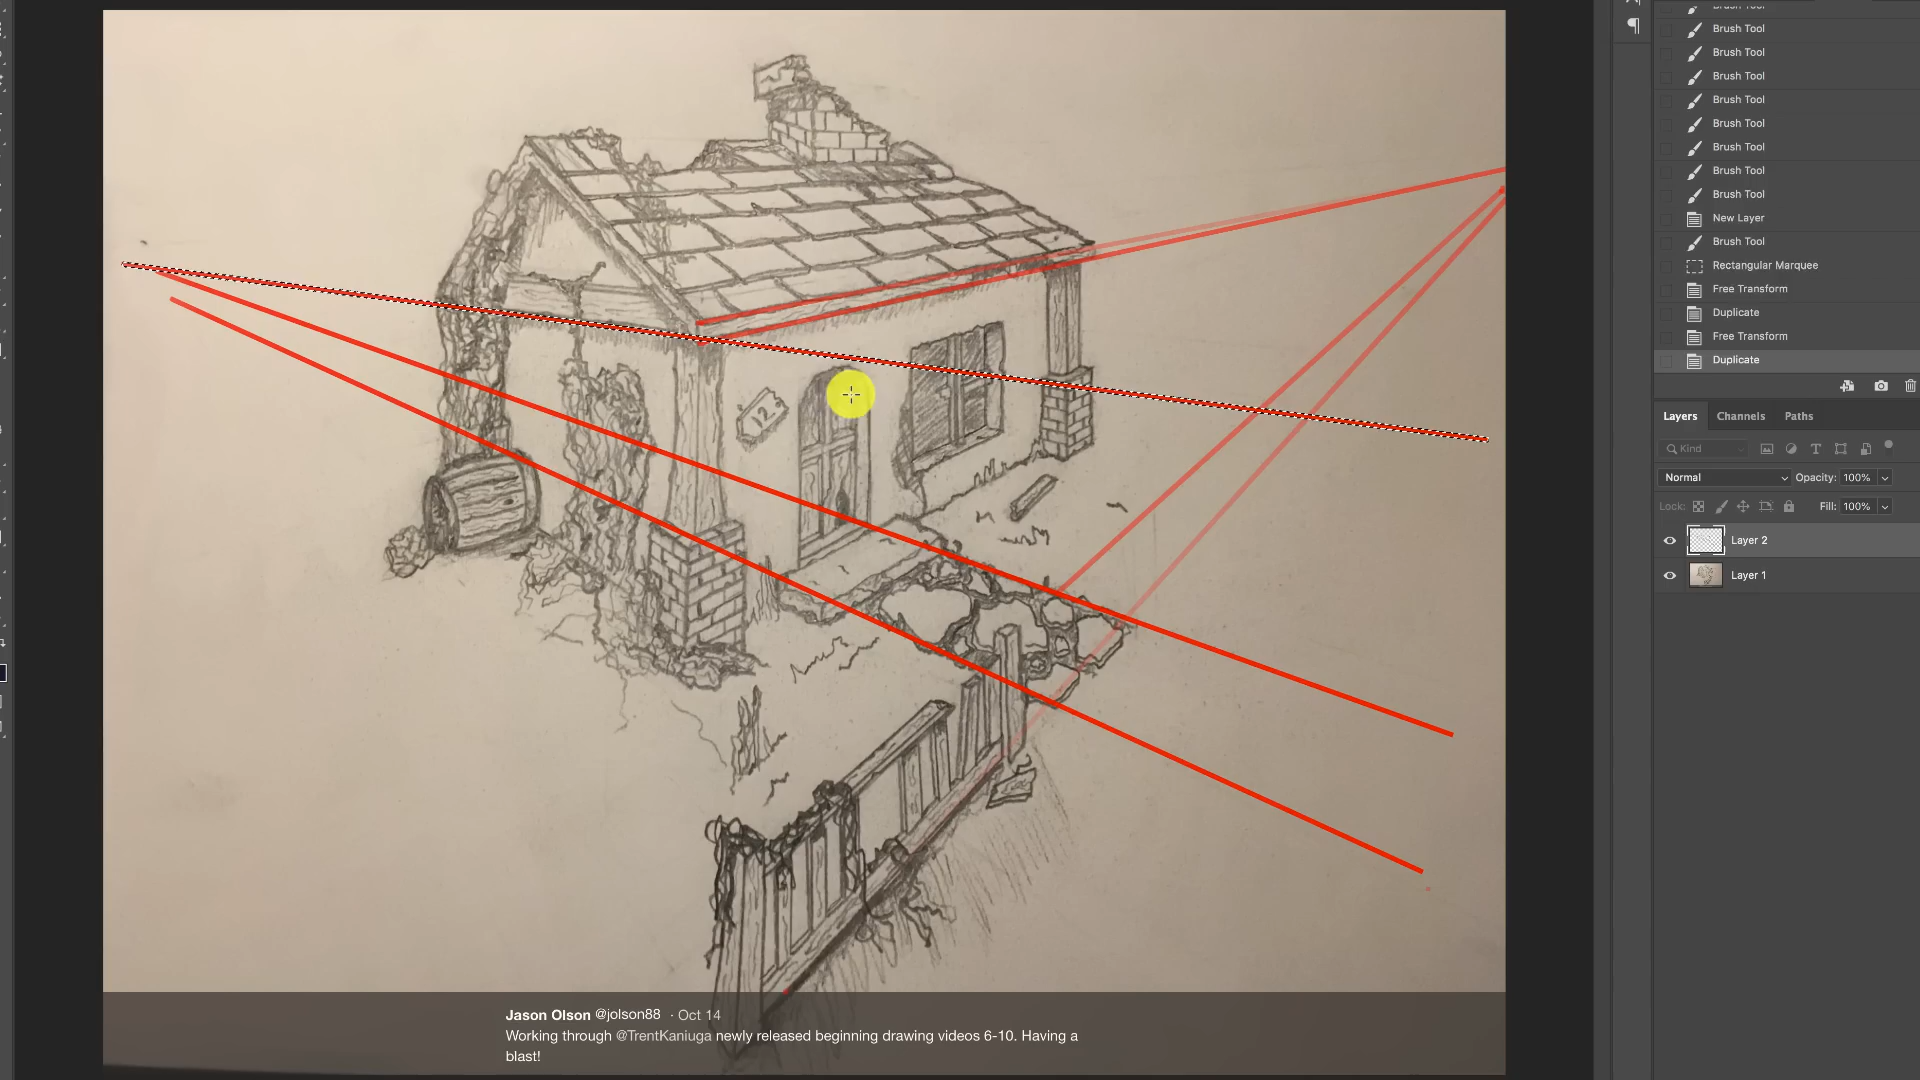 Brush Tool
Brush Tool
Brush Tool
Brush Tool
Brush Tool
Brush Tool
Brush Tool
Brush Tool
Brush Tool
New Layer
Brush Tool
Rectangular Marquee
Free Transform
Duplicate
Free Transform
Duplicate
Layers Channels Paths
Kind
Normal Opacity: 100%
Lock: Fill: 100%
Layer 2
Layer 1
12
Jason Olson @jolson88 · Oct 14
Working through @TrentKaniuga newly released beginning drawing videos 6-10. Having a
blast!